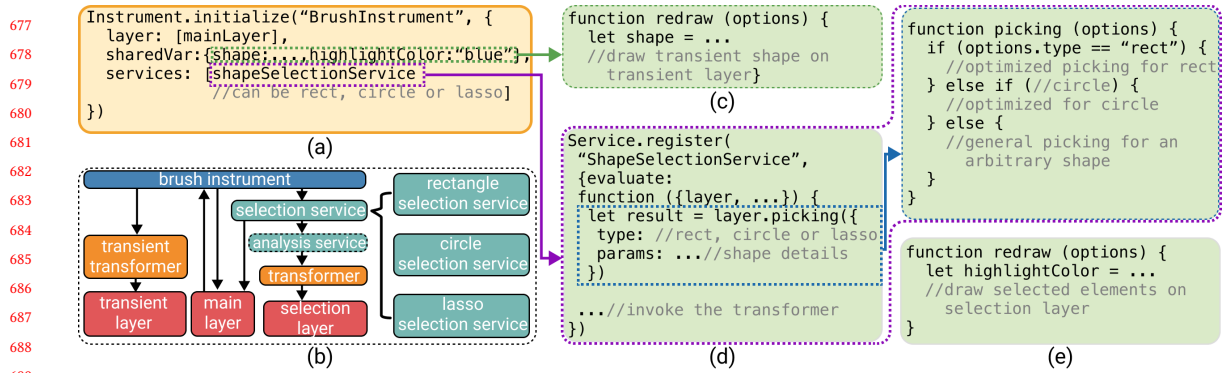 677
678
679
680
681
682
683
684
685
686
687
688
Instrument.initialize(“BrushInstrument”, {
layer: [mainLayer],
sharedVar:{shape:,...,highlightColor:“blue”},
services: [shapeSelectionService
//can be rect, circle or lasso]
})
(a)
brush instrument
selection service
analysis service
transient
transformer
transformer
transient
layer
main
layer
selection
layer
rectangle
selection service
circle
selection service
lasso
selection service
(b)
function redraw (options) {
let shape = ...
//draw transient shape on
transient layer}
(c)
Service.register(
“ShapeSelectionService”,
{evaluate:
function ({layer, ...}) {
let result = layer.picking({
type: //rect, circle or lasso
params: ...//shape details
})
...//invoke the transformer
})
(d)
function picking (options) {
if (options.type == “rect”) {
//optimized picking for rect
} else if (//circle) {
//optimized for circle
} else {
//general picking for an
arbitrary shape
}
}
function redraw (options) {
let highlightColor = ...
//draw selected elements on
selection layer
}
(e)